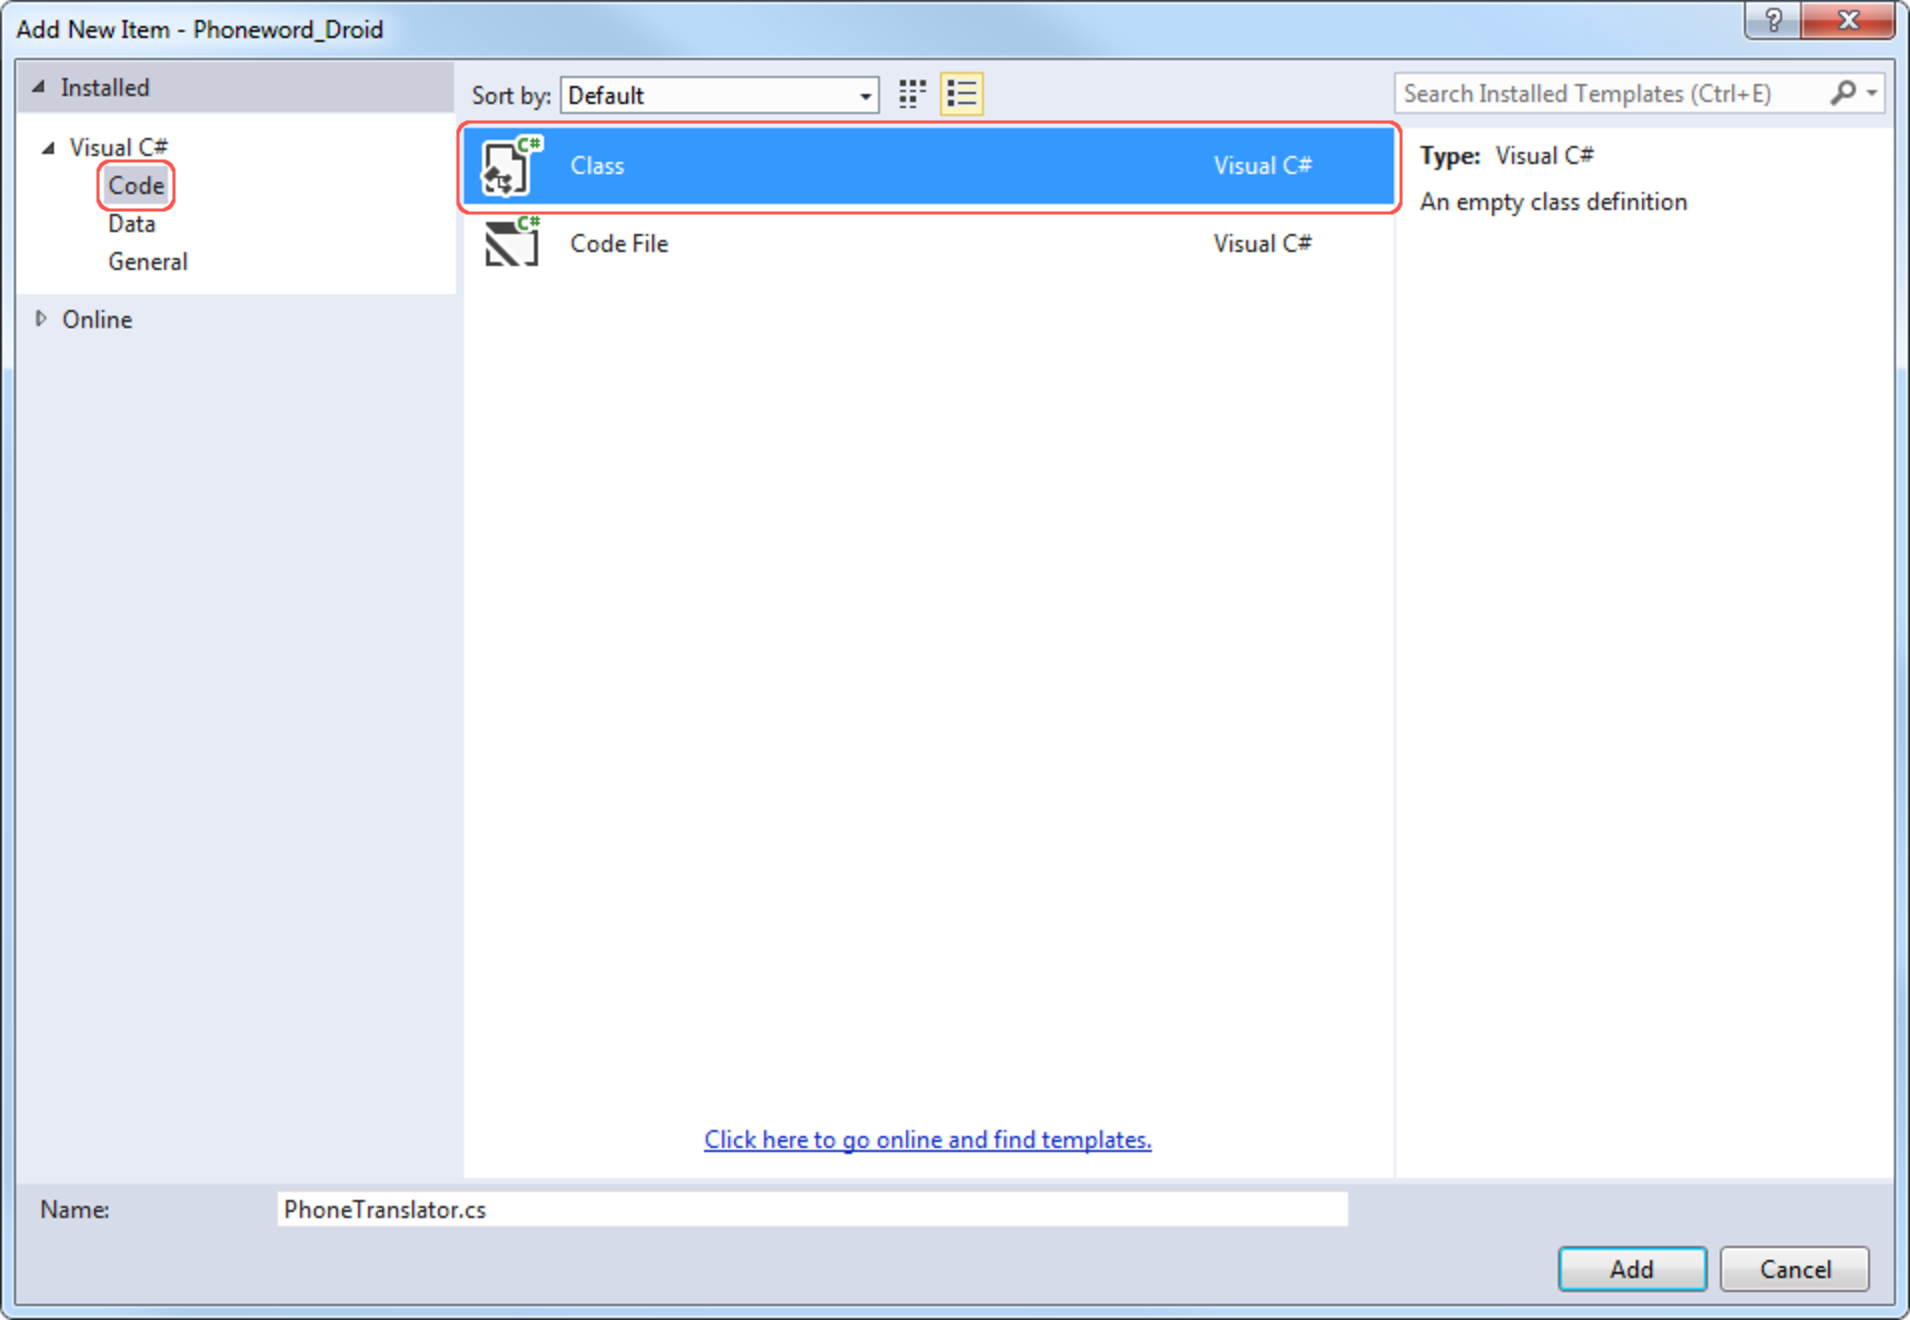 Add New Item - Phoneword_Droid
?
Installed
Sort by: Default
Search Installed Templates (Ctrl+E)
Visual C#
Code
Data
General
Online
C#
Class Visual C#
C#
Code File Visual C#
Type: Visual C#
An empty class definition
Click here to go online and find templates.
Name: PhoneTranslator.cs
Add Cancel